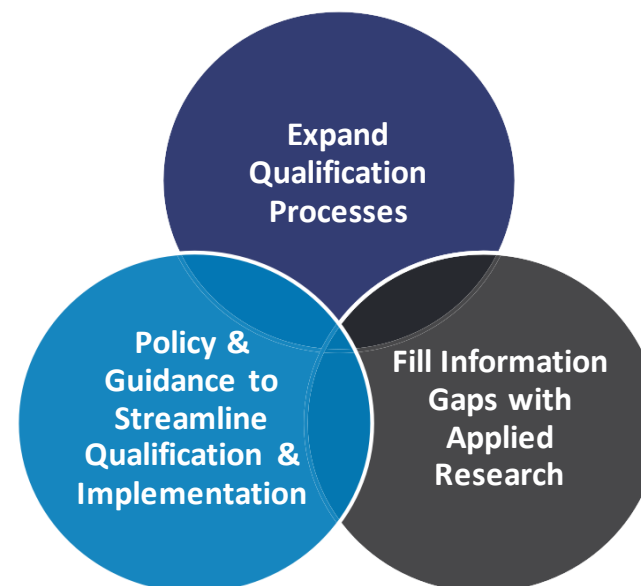 Expand
Qualification
Processes
Policy &
Guidance to
Streamline
Qualification &
Implementation
Fill Information
Gaps with
Applied
Research